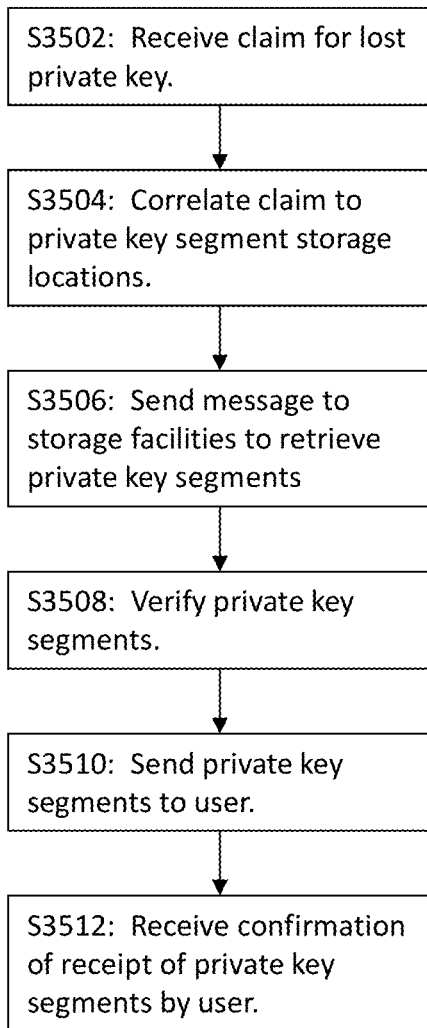 S3502:  Receive claim for lost
private key.
S3504:  Correlate claim to
private key segment storage
locations.
S3506:  Send message to
storage facilities to retrieve
private key segments
S3508:  Verify private key
segments.
S3510:  Send private key
segments to user.
S3512:  Receive confirmation
of receipt of private key
segments by user.